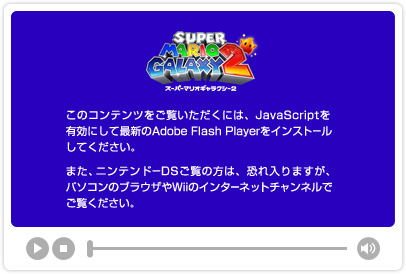 SUPER
MARIO
GALAXY 2
スーパーマリオギャラクシー2
このコンテンツをご覧いただくには、JavaScriptを
有効にして最新のAdobe Flash Playerをインストール
してください。
また、ニンテンドーDSご覧の方は、恐れ入りますが、
パソコンのブラウザやWiiのインターネットチャンネルで
ご覧ください。